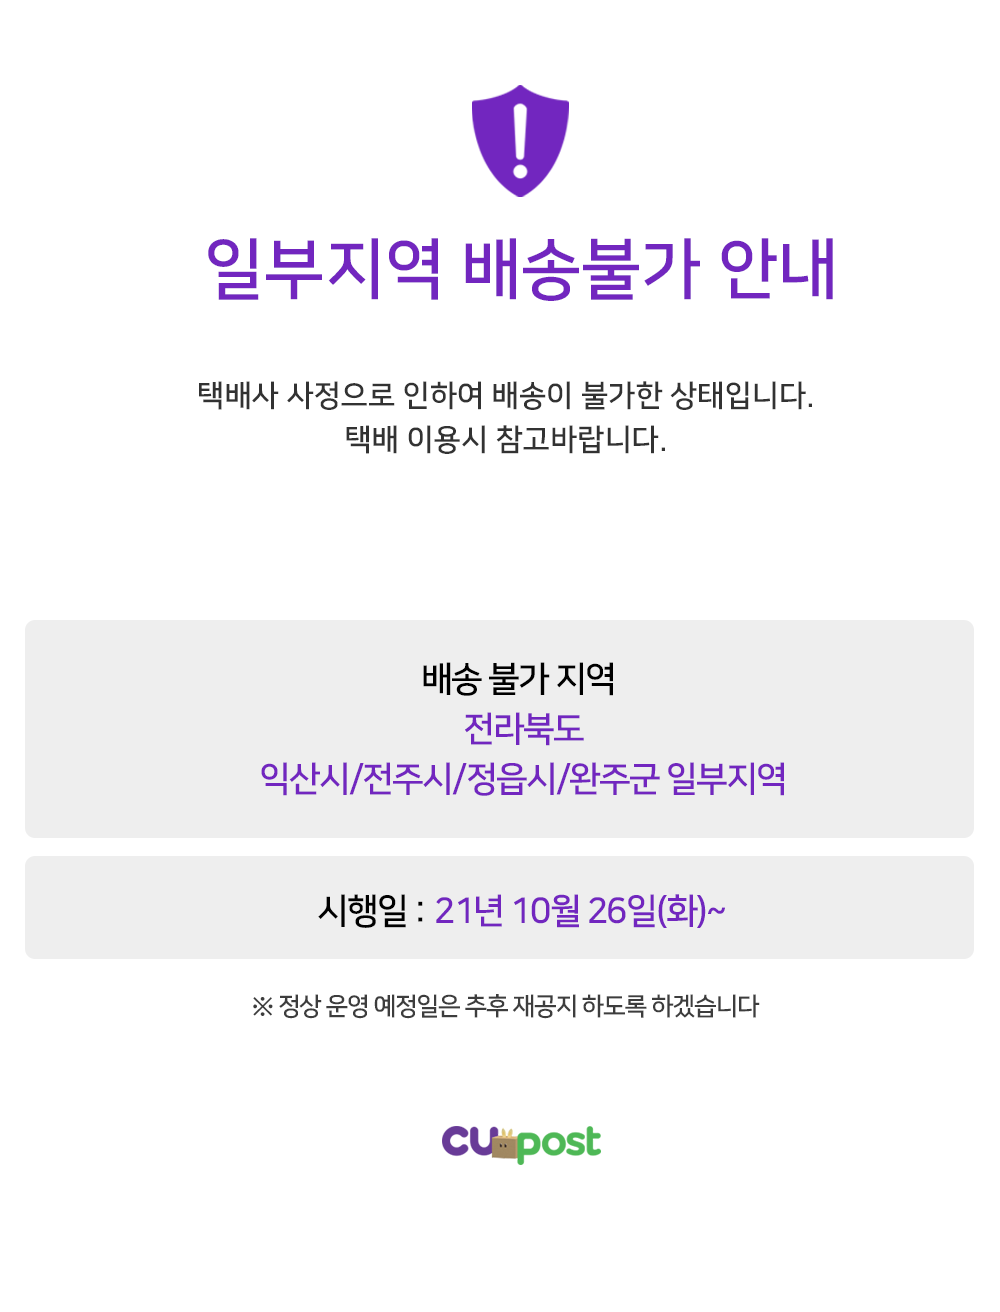 일부지역 배송불가 안내
택배사 사정으로 인하여 배송이 불가한 상태입니다.
택배 이용시 참고바랍니다.
배송 불가 지역
전라북도
익산시/전주시/정읍시/완주군 일부지역
시행일 : 21년 10월 26일(화)~
※ 정상 운영 예정일은 추후 재공지 하도록 하겠습니다
CU post